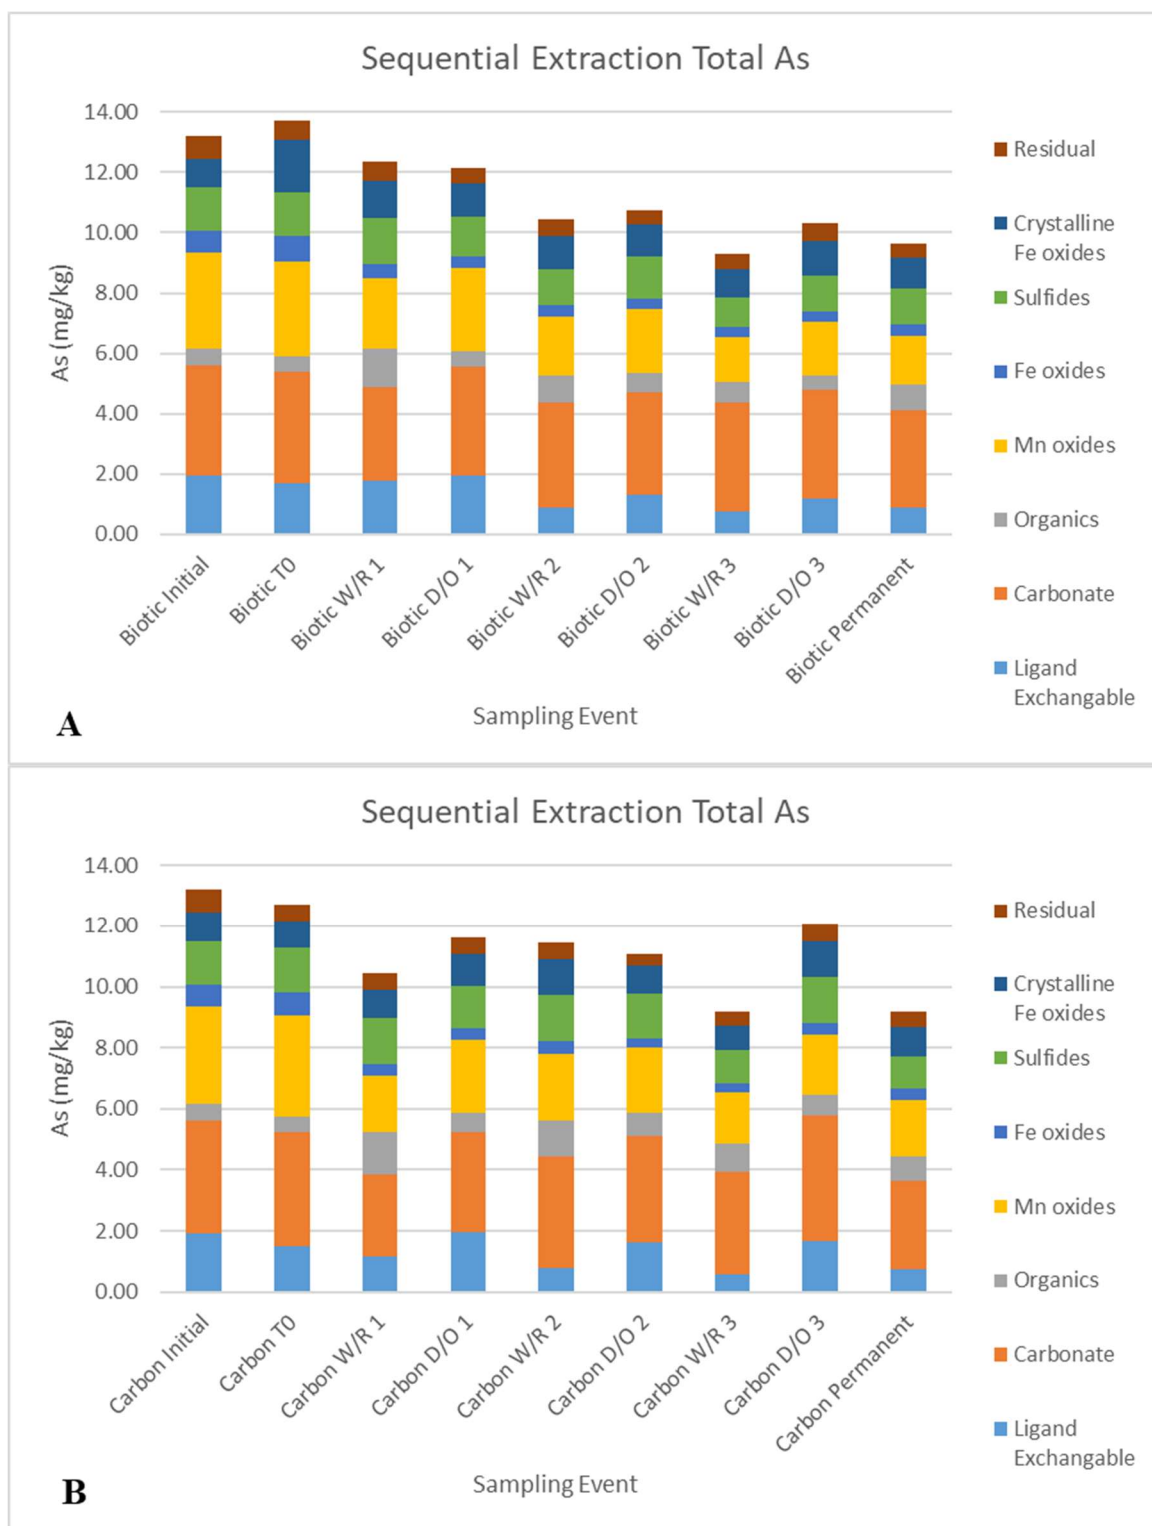 Sequential Extraction Total As
14.00
12.00
10.00
8.00
6.00
4.00
2.00
0.00
As (mg/kg)
Biotic Initial
Biotic T0
Biotic W/R 1
Biotic D/O 1
Biotic W/R 2
Biotic D/O 2
Biotic W/R 3
Biotic D/O 3
Biotic Permanent
Sampling Event
Residual
Crystalline
Fe oxides
Sulfides
Fe oxides
Mn oxides
Organics
Carbonate
Ligand
Exchangable
A
Sequential Extraction Total As
14.00
12.00
10.00
8.00
6.00
4.00
2.00
0.00
As (mg/kg)
Carbon Initial
Carbon T0
Carbon W/R 1
Carbon D/O 1
Carbon W/R 2
Carbon D/O 2
Carbon W/R 3
Carbon D/O 3
Carbon Permanent
Sampling Event
Residual
Crystalline
Fe oxides
Sulfides
Fe oxides
Mn oxides
Organics
Carbonate
Ligand
Exchangable
B